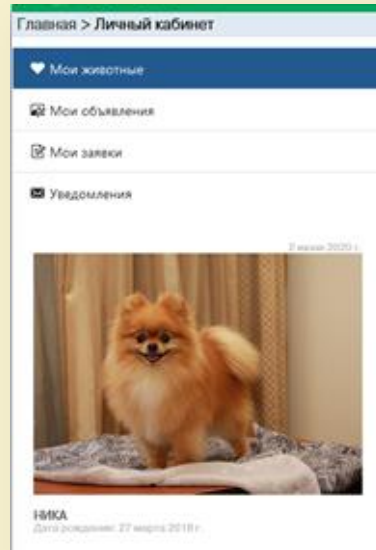 Главная > Личный кабинет
Мои животные
Мои объявления
Мои заявки
Уведомления
2 июня 2020 г.
НИКА
Дата рождения: 27 марта 2018 г.